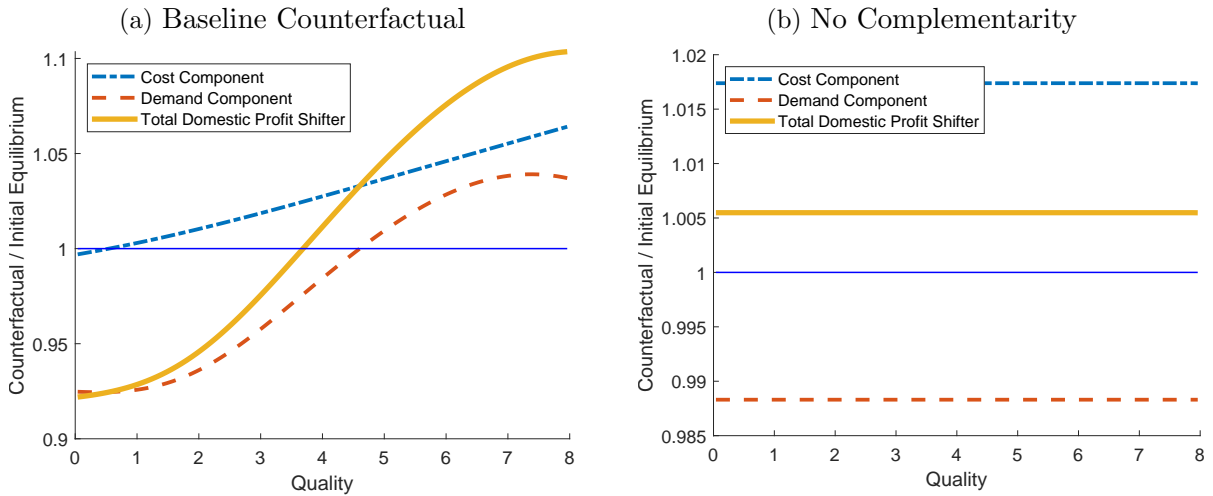 (a) Baseline Counterfactual
Counterfactual / Initial Equilibrium
1.1
1.05
1
0.95
0.9
Cost Component
Demand Component
Total Domestic Profit Shifter
0 1 2 3 4 5 6 7 8
Quality
(b) No Complementarity
Counterfactual / Initial Equilibrium
1.02
1.015
1.01
1.005
1
0.995
0.99
0.985
Cost Component
Demand Component
Total Domestic Profit Shifter
0 1 2 3 4 5 6 7 8
Quality